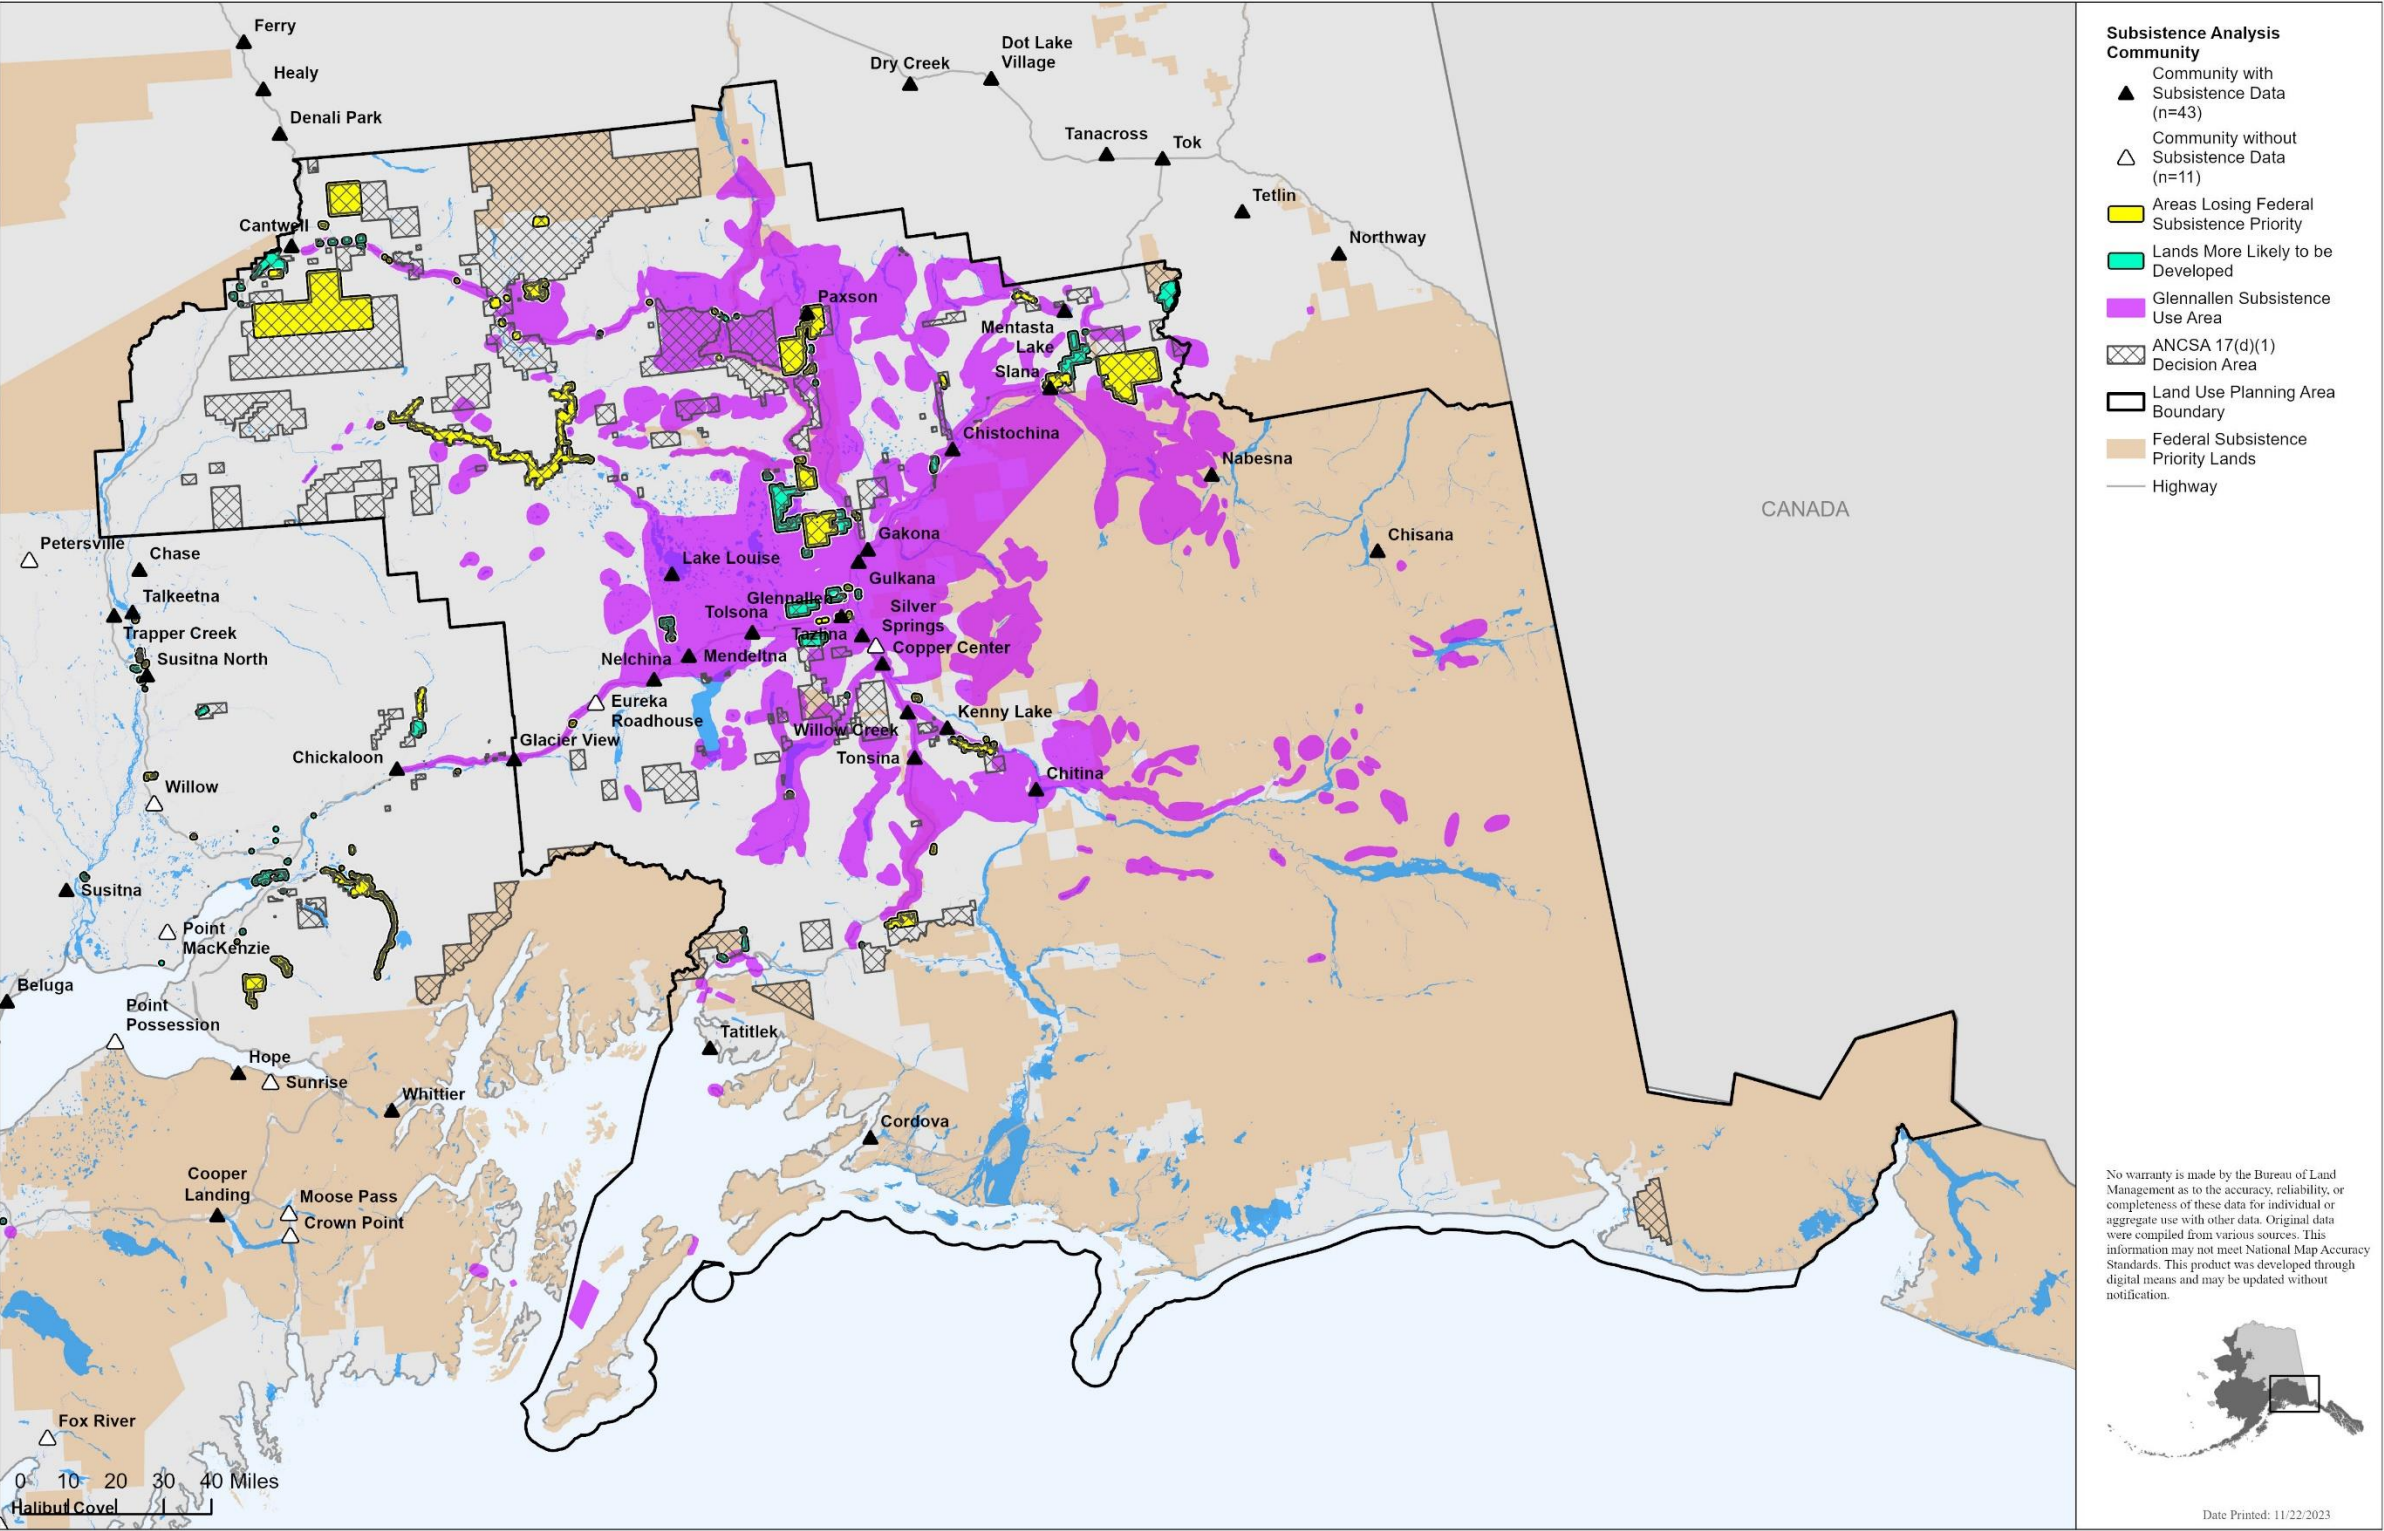 Ferry
Healy
Denali Park
Cantwell
Dry Creek
Dot Lake
Village
Tanacross
Tok
Tetlin
Northway
Paxson
Mentasta
Lake
Slana
Chistochina
Nabesna
Chisana
CANADA
Petersville
Chase
Talkeetna
Trapper Creek
Susitna North
Gakona
Lake Louise
Gulkana
Glennallen
Tolsona
Silver
Springs
Tazlina
Copper Center
Nelchina
Mendeltna
Eureka
Roadhouse
Kenny Lake
Willow Creek
Glacier View
Chickaloon
Tonsina
Chitina
Willow
Susitna
Point
MacKenzie
Beluga
Point
Possession
Hope
Sunrise
Whittier
Tatitlek
Cordova
Cooper
Landing
Moose Pass
Crown Point
Fox River
0 10 20 30 40 Miles
Halibut Cove
Subsistence Analysis
Community
Community with
Subsistence Data
(n=43)
Community without
Subsistence Data
(n=11)
Areas Losing Federal
Subsistence Priority
Lands More Likely to be
Developed
Glennallen Subsistence
Use Area
ANCSA 17(d)(1)
Decision Area
Land Use Planning Area
Boundary
Federal Subsistence
Priority Lands
Highway
No warranty is made by the Bureau of Land
Management as to the accuracy, reliability, or
completeness of these data for individual or
aggregate use with other data. Original data
were compiled from various sources. This
information may not meet National Map Accuracy
Standards. This product was developed through
digital means and may be updated without
notification.
Date Printed: 11/22/2023